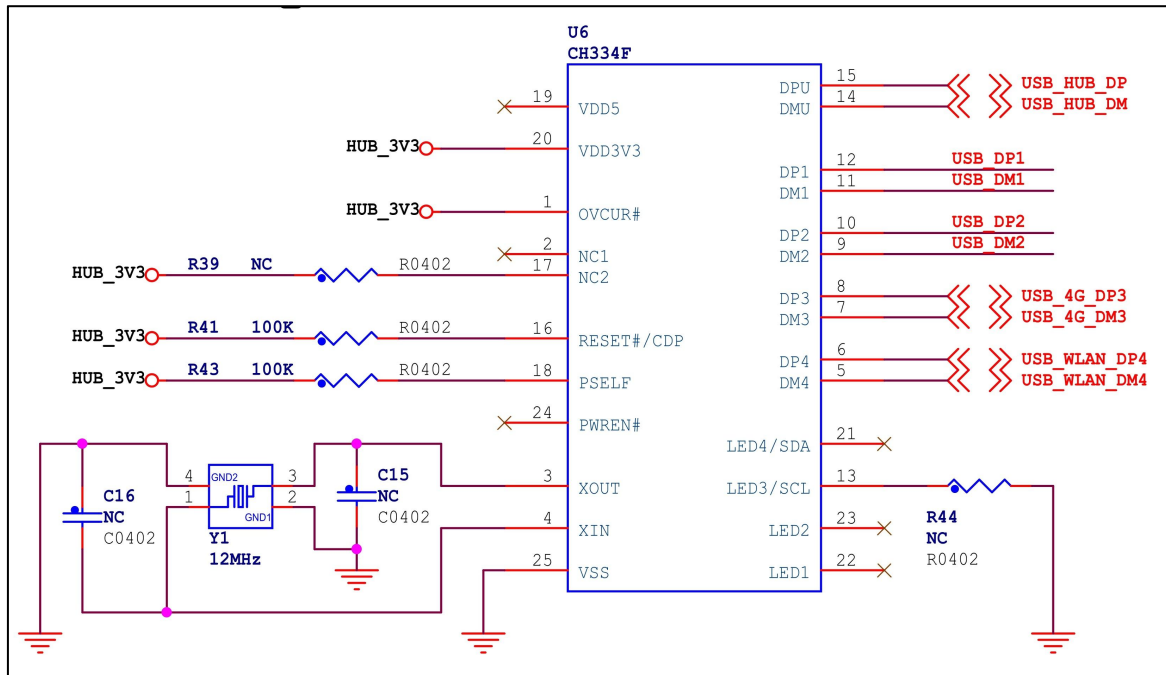 U6
CH334F
19 VDD5
HUB_3V3 20 VDD3V3
HUB_3V3 1 OVCUR#
2 NC1
HUB_3V3 R39 NC R0402 17 NC2
HUB_3V3 R41 100K R0402 16 RESET#/CDP
HUB_3V3 R43 100K R0402 18 PSELF
24 PWREN#
3 XOUT
4 XIN
25 VSS
DPU 15 USB_HUB_DP
DMU 14 USB_HUB_DM
DP1 12 USB_DP1
DM1 11 USB_DM1
DP2 10 USB_DP2
DM2 9 USB_DM2
DP3 8 USB_4G_DP3
DM3 7 USB_4G_DM3
DP4 6 USB_WLAN_DP4
DM4 5 USB_WLAN_DM4
LED4/SDA 21
LED3/SCL 13
LED2 23
LED1 22
R44
NC
R0402
C16
NC
C0402
4 GND2 3
1 GND1 2
Y1
12MHz
C15
NC
C0402